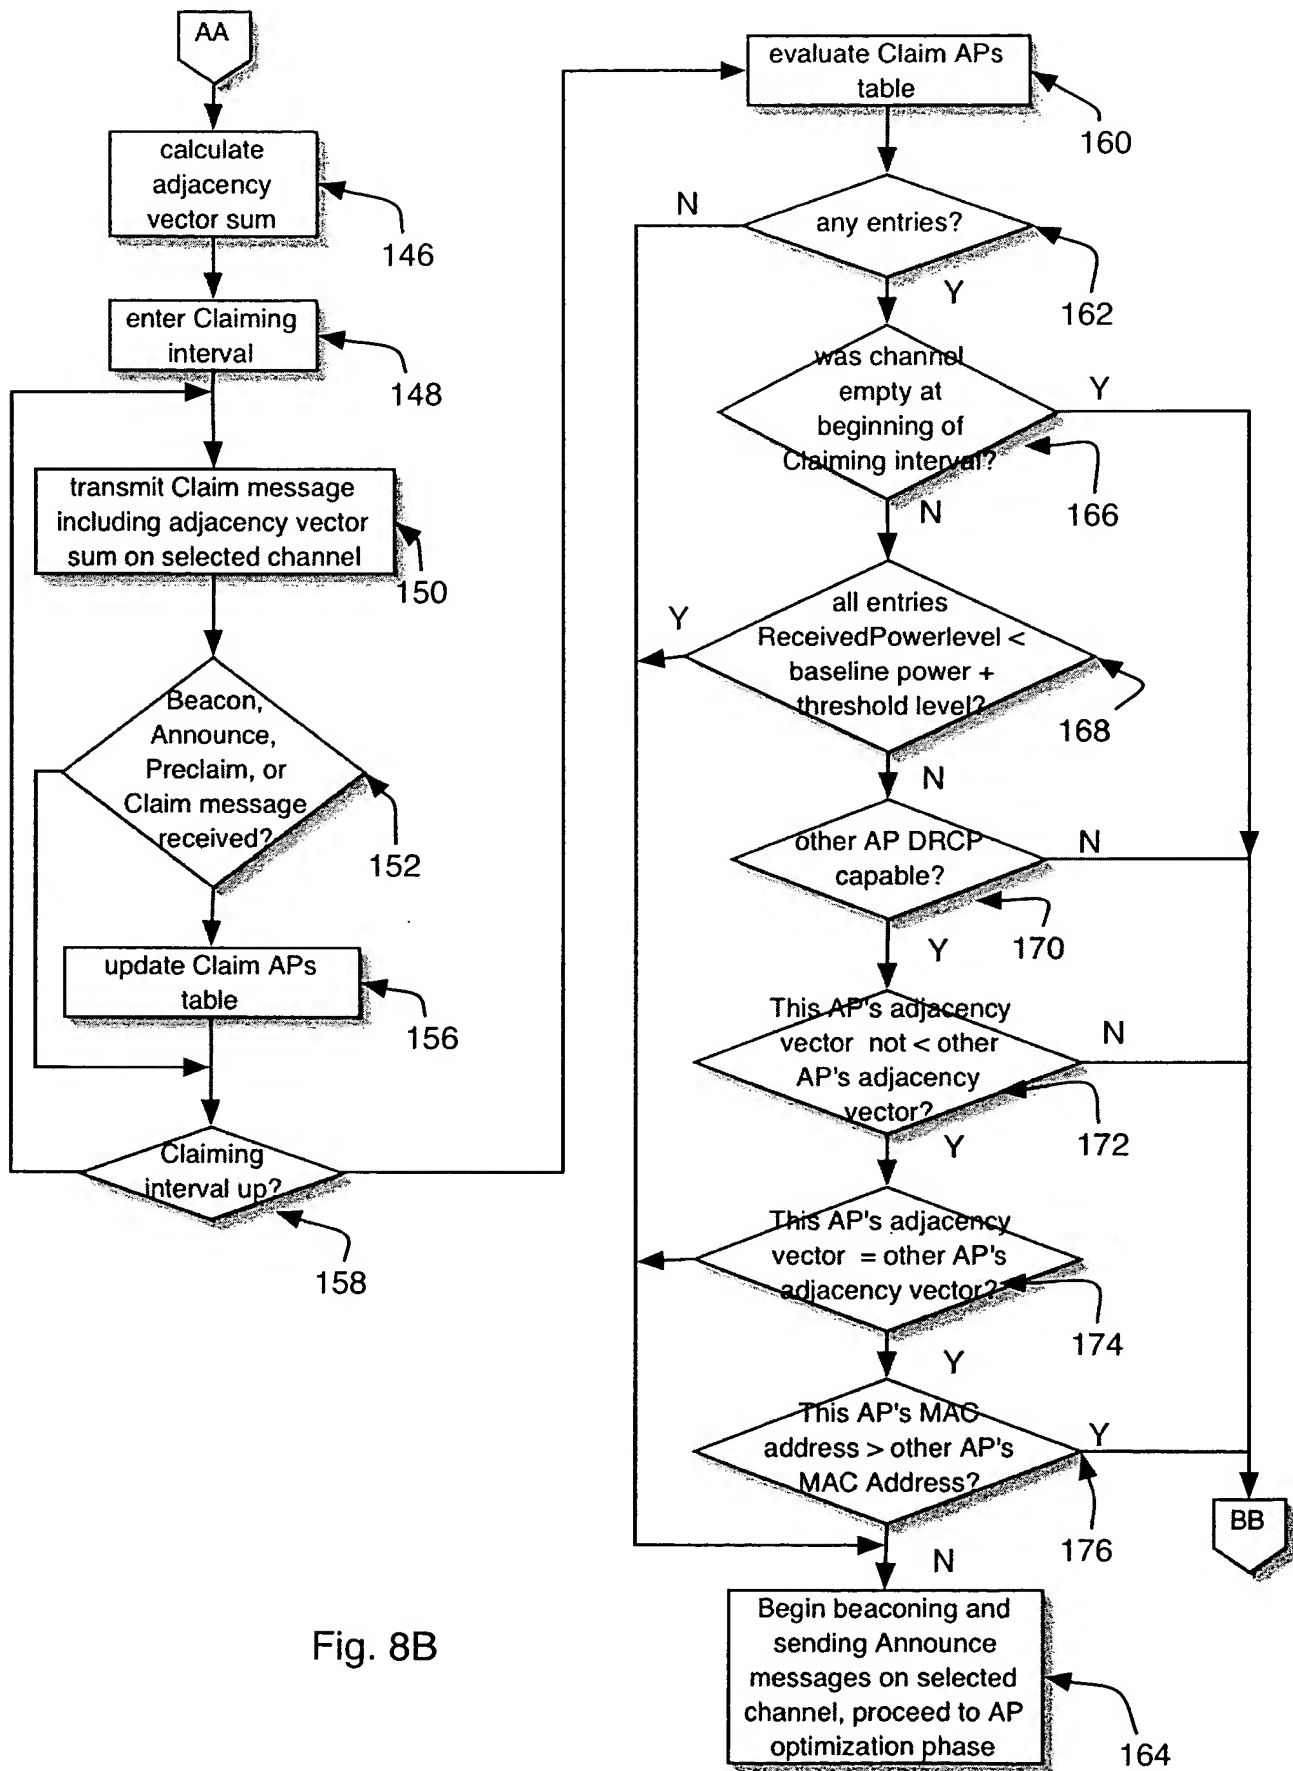 AA
calculate
adjacency
vector sum
146
enter Claiming
interval
148
transmit Claim message
including adjacency vector
sum on selected channel
150
Beacon,
Announce,
Preclaim, or
Claim message
received?
152
update Claim APs
table
156
Claiming
interval up?
158
evaluate Claim APs
table
160
any entries?
N
162
Y
was channel
empty at
beginning of
Claiming interval?
Y
166
N
all entries
ReceivedPowerlevel <
baseline power +
threshold level?
Y
168
N
other AP DRCP
capable?
N
170
Y
This AP's adjacency
vector not < other
AP's adjacency
vector?
N
172
Y
This AP's adjacency
vector = other AP's
adjacency vector?
174
Y
This AP's MAC
address > other AP's
MAC Address?
Y
176
BB
N
Begin beaconing and
sending Announce
messages on selected
channel, proceed to AP
optimization phase
164
Fig. 8B